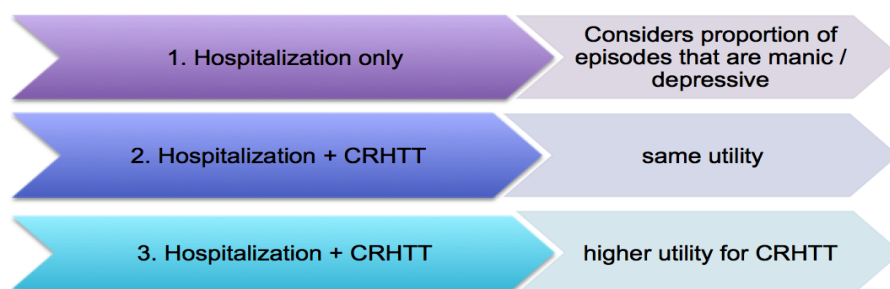 1. Hospitalization only
Considers proportion of
episodes that are manic /
depressive
2. Hospitalization + CRHTT
same utility
3. Hospitalization + CRHTT
higher utility for CRHTT